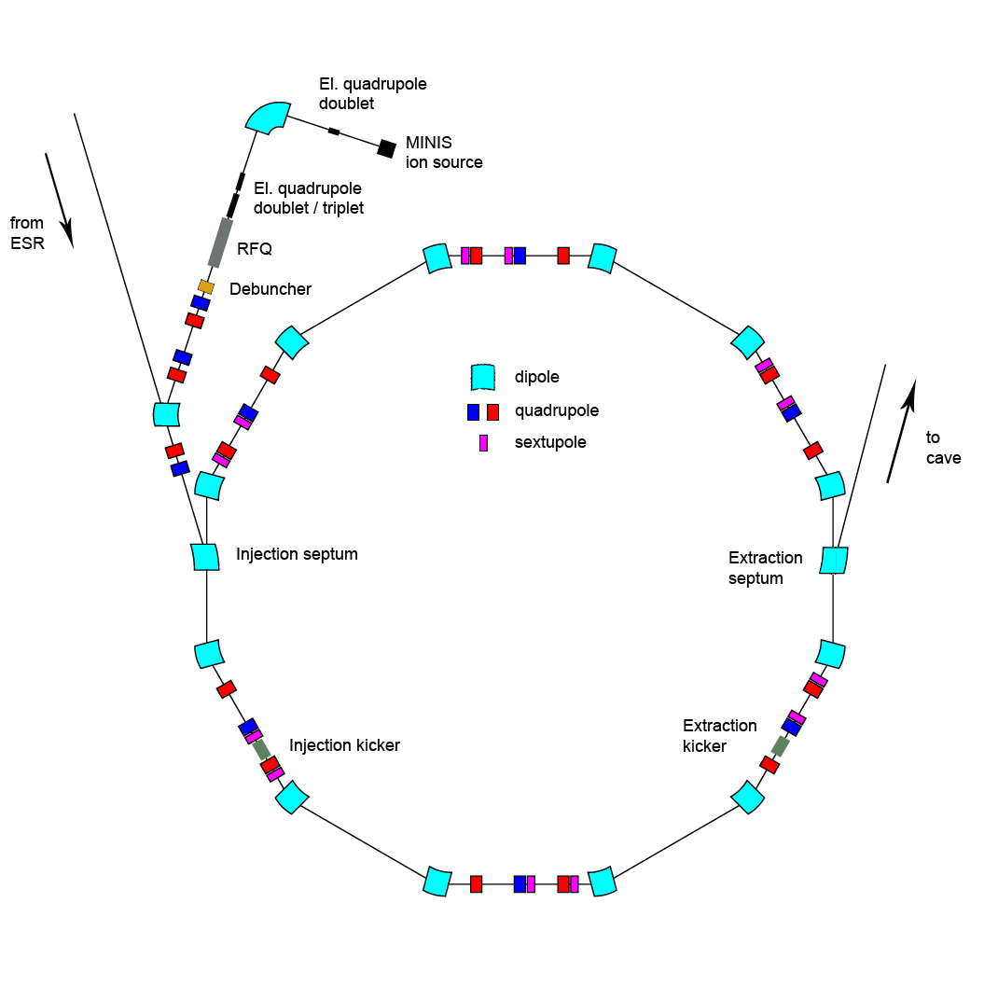 El. quadrupole
doublet
MINIS
ion source
El. quadrupole
doublet / triplet
from
ESR
RFQ
Debuncher
dipole
quadrupole
sextupole
to
cave
Injection septum
Extraction
septum
Injection kicker
Extraction
kicker